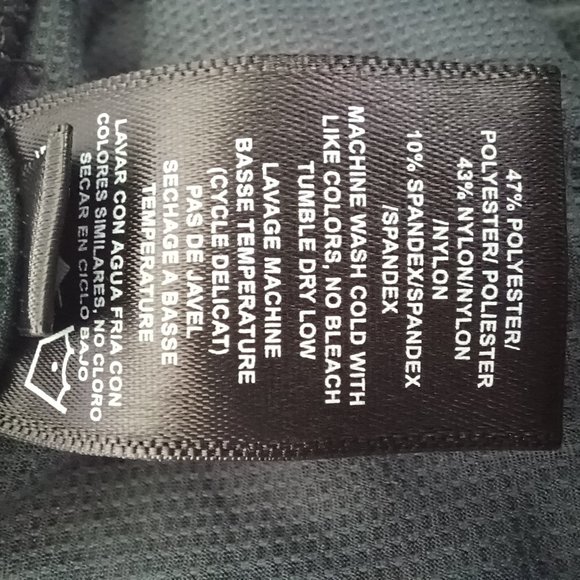 47% POLYESTER/
POLYESTER/ POLIESTER
43% NYLON/NYLON
/NYLON
10% SPANDEX/SPANDEX
/SPANDEX
MACHINE WASH COLD WITH
LIKE COLORS, NO BLEACH
TUMBLE DRY LOW
LAVAGE MACHINE
BASSE TEMPERATURE
(CYCLE DELICAT)
PAS DE JAVEL
SECHAGE A BASSE
TEMPERATURE
LAVAR CON AGUA FRIA CON
COLORES SIMILARES, NO CLORO
SECAR EN CICLO BAJO